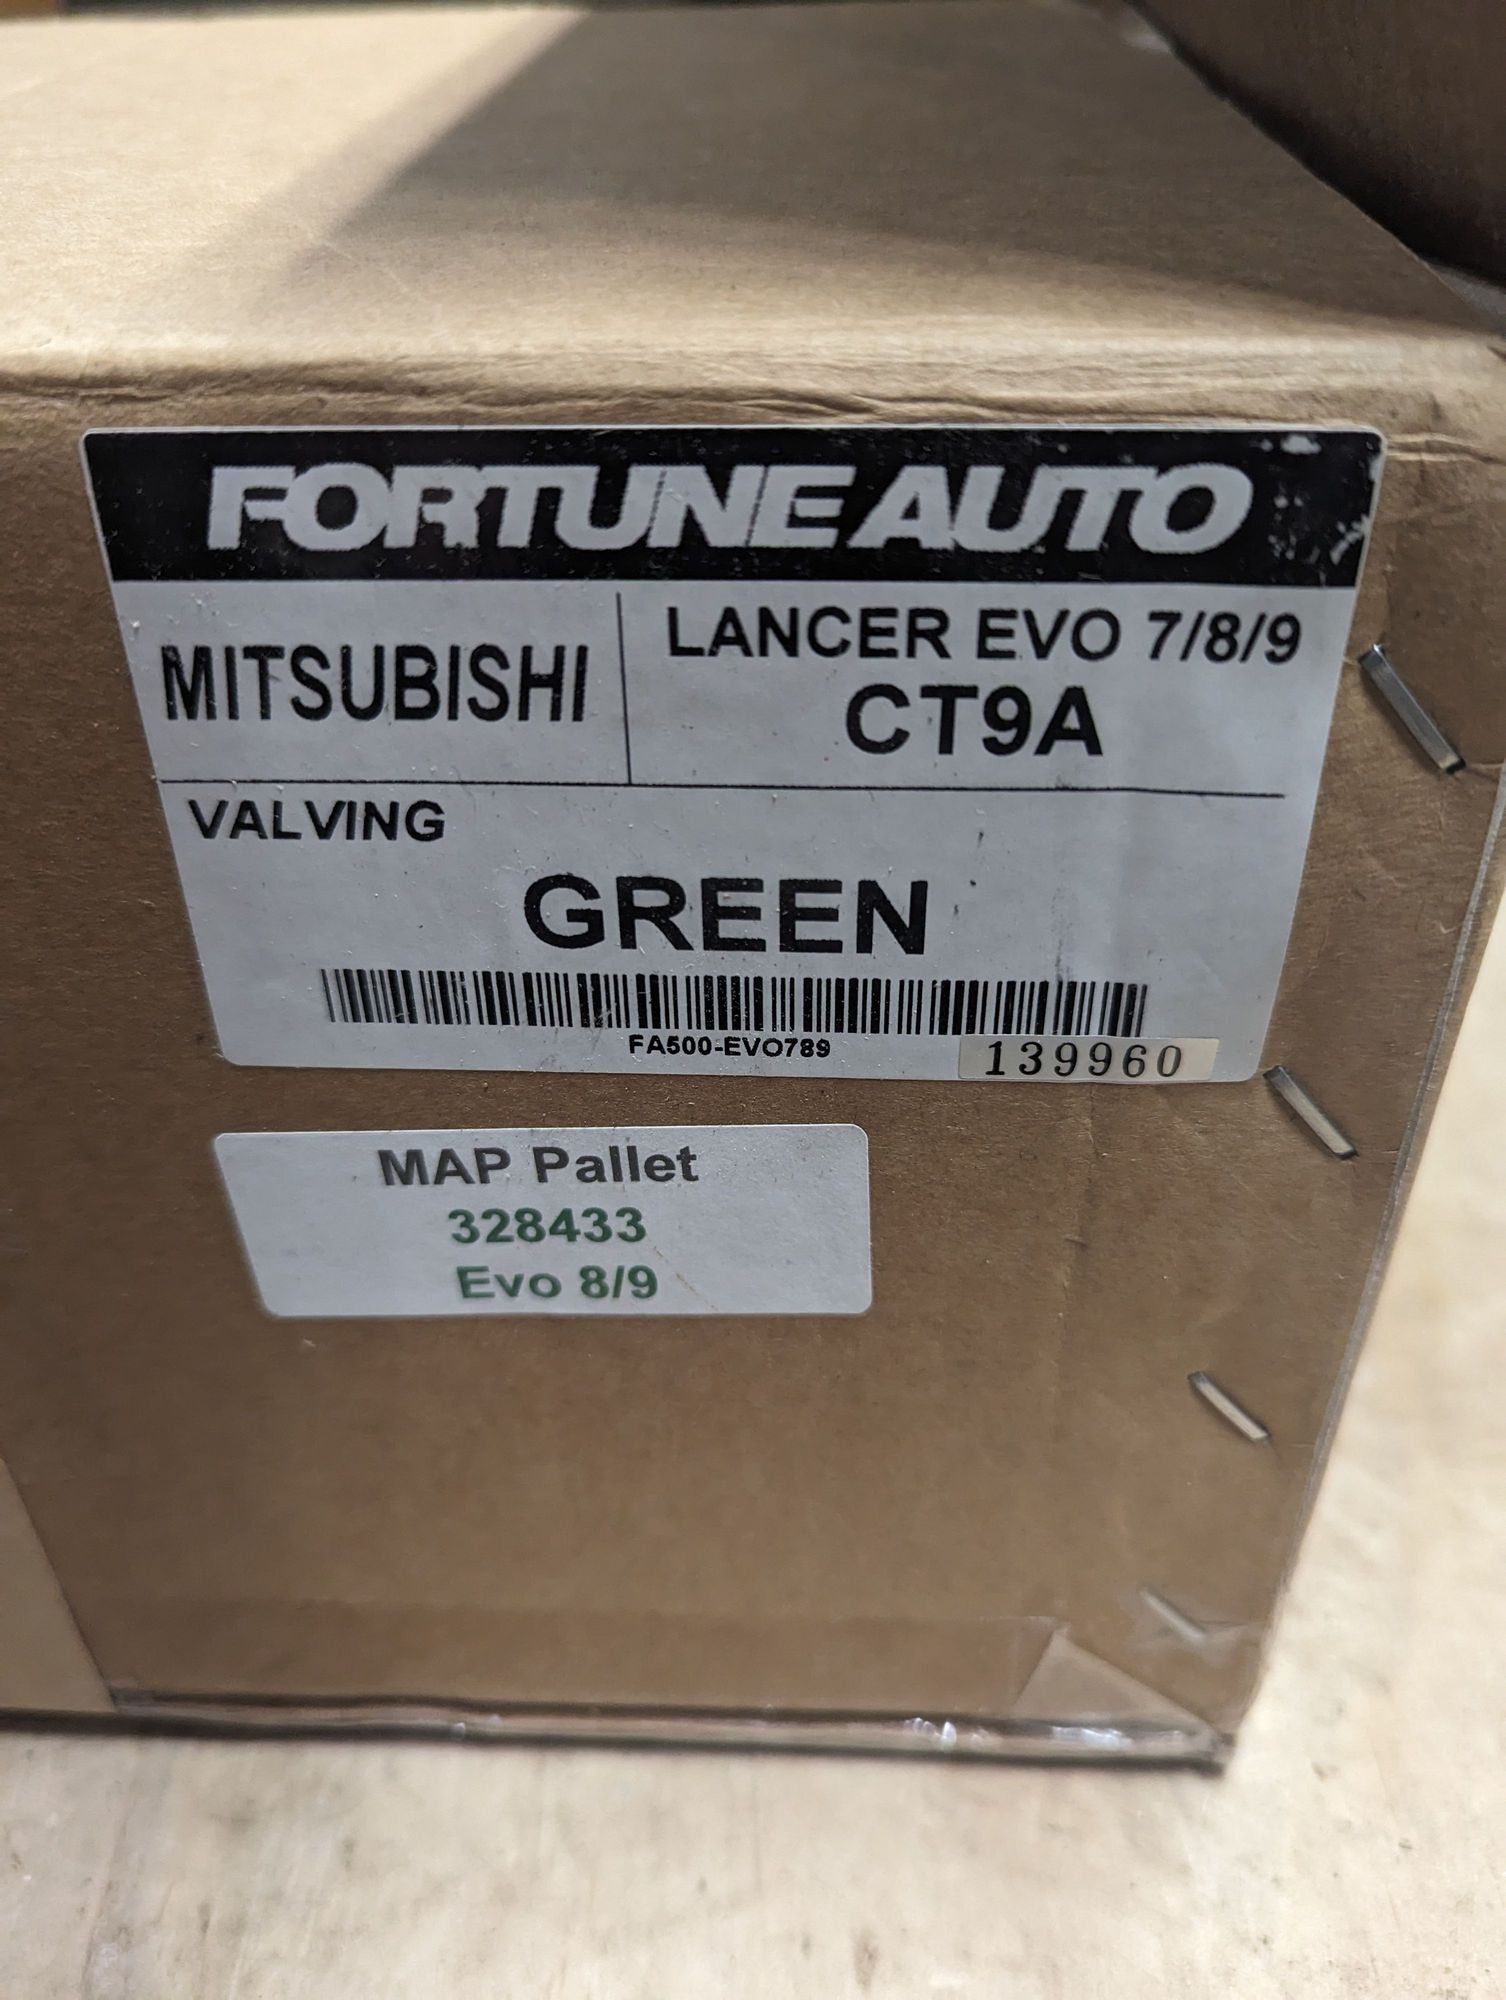 FORTUNE AUTO
MITSUBISHI
LANCER EVO 7/8/9
CT9A
VALVING
GREEN
FA500-EVO789
139960
MAP Pallet
328433
Evo 8/9